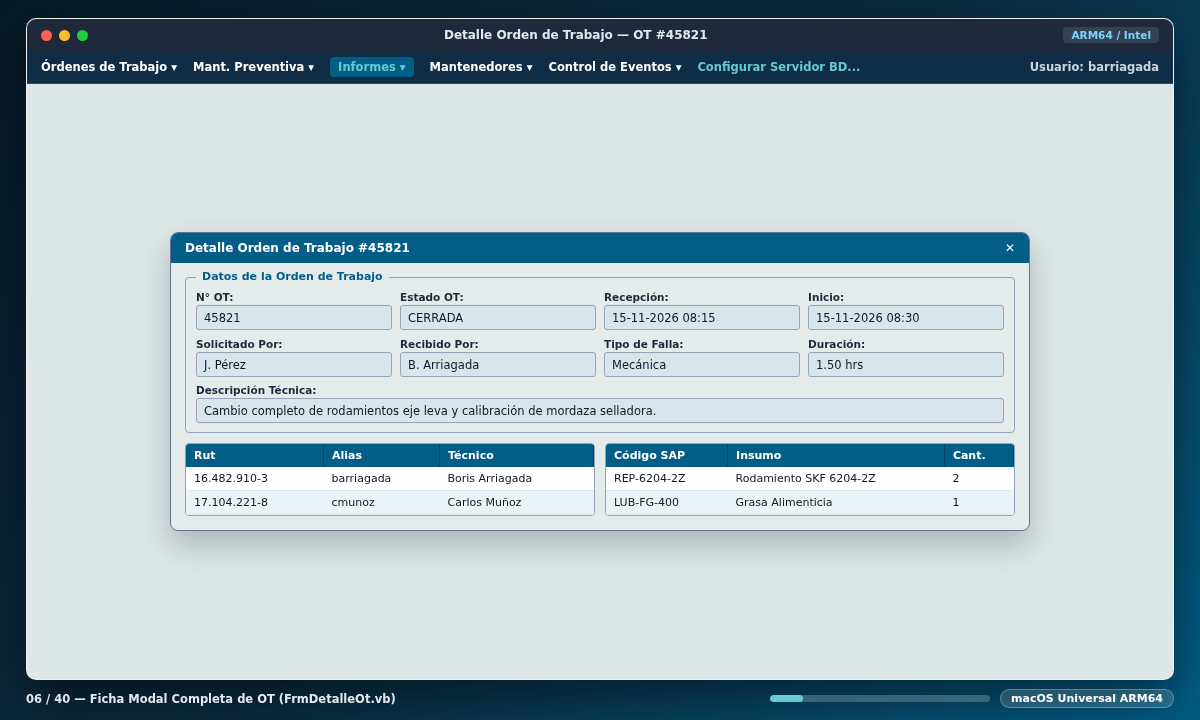 Detalle Orden de Trabajo — OT #45821
ARM64 / Intel
Órdenes de Trabajo ▾ Mant. Preventiva ▾ Informes ▾ Mantenedores ▾ Control de Eventos ▾ Configurar Servidor BD... Usuario: barriagada
Detalle Orden de Trabajo #45821 ✕
Datos de la Orden de Trabajo
N° OT: Estado OT: Recepción: Inicio:
45821 CERRADA 15-11-2026 08:15 15-11-2026 08:30
Solicitado Por: Recibido Por: Tipo de Falla: Duración:
J. Pérez B. Arriagada Mecánica 1.50 hrs
Descripción Técnica:
Cambio completo de rodamientos eje leva y calibración de mordaza selladora.
Rut Alias Técnico
16.482.910-3 barriagada Boris Arriagada
17.104.221-8 cmunoz Carlos Muñoz
Código SAP Insumo Cant.
REP-6204-2Z Rodamiento SKF 6204-2Z 2
LUB-FG-400 Grasa Alimenticia 1
06 / 40 — Ficha Modal Completa de OT (FrmDetalleOt.vb)
macOS Universal ARM64